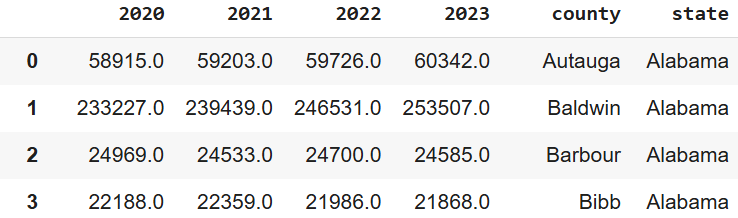 2020 2021 2022 2023 county state
0 58915.0 59203.0 59726.0 60342.0 Autauga Alabama
1 233227.0 239439.0 246531.0 253507.0 Baldwin Alabama
2 24969.0 24533.0 24700.0 24585.0 Barbour Alabama
3 22188.0 22359.0 21986.0 21868.0 Bibb Alabama